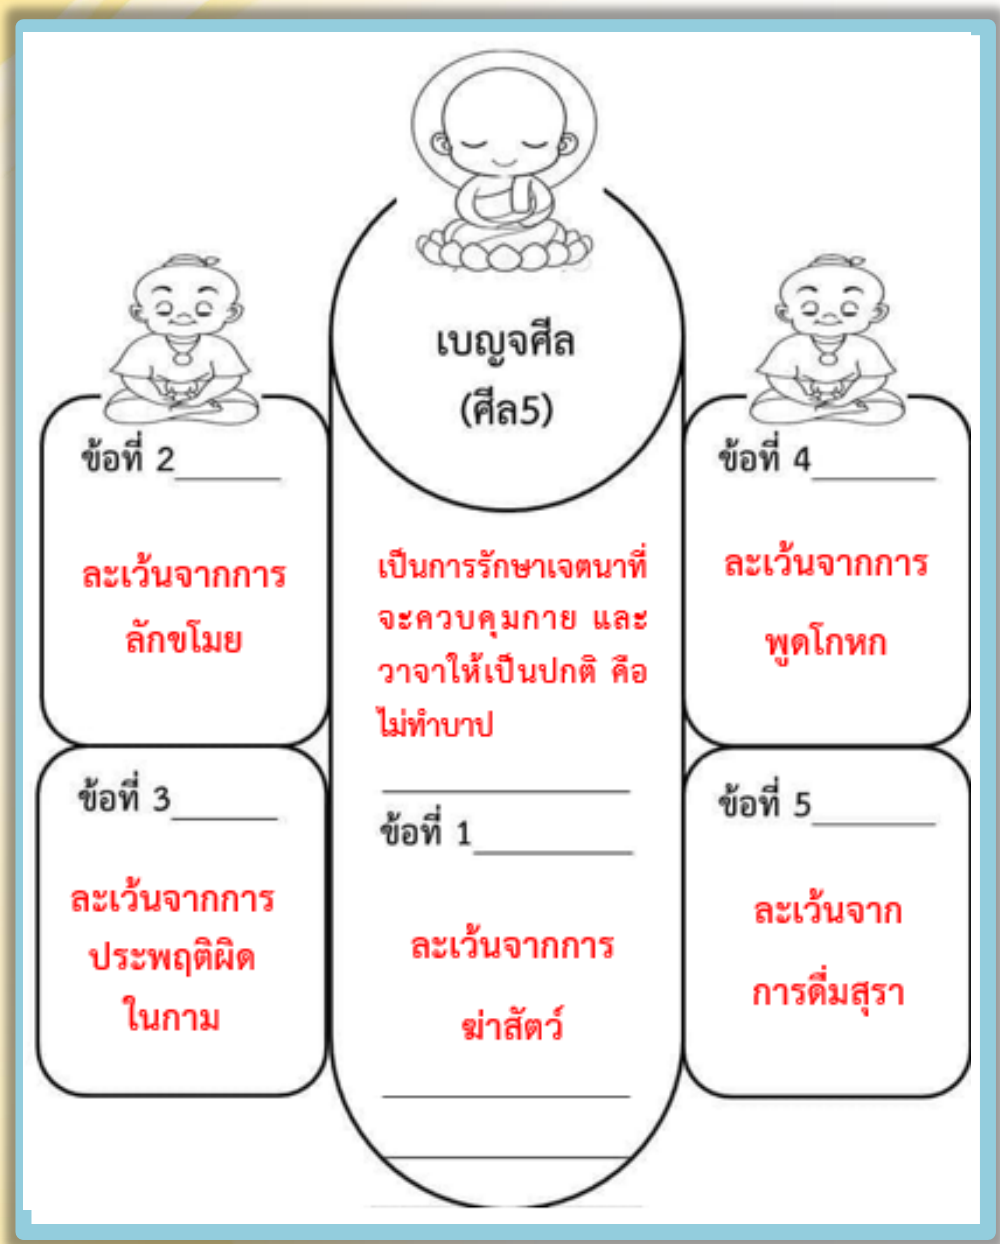 เบญจศีล
(ศีล5)
เป็นการรักษาเจตนาที่
จะควบคุมกาย และ
วาจาให้เป็นปกติ คือ
ไม่ทำบาป
ข้อที่ 1
ละเว้นจากการ
ฆ่าสัตว์
ข้อที่ 2
ละเว้นจากการ
ลักขโมย
ข้อที่ 3
ละเว้นจากการ
ประพฤติผิด
ในกาม
ข้อที่ 4
ละเว้นจากการ
พูดโกหก
ข้อที่ 5
ละเว้นจาก
การดื่มสุรา